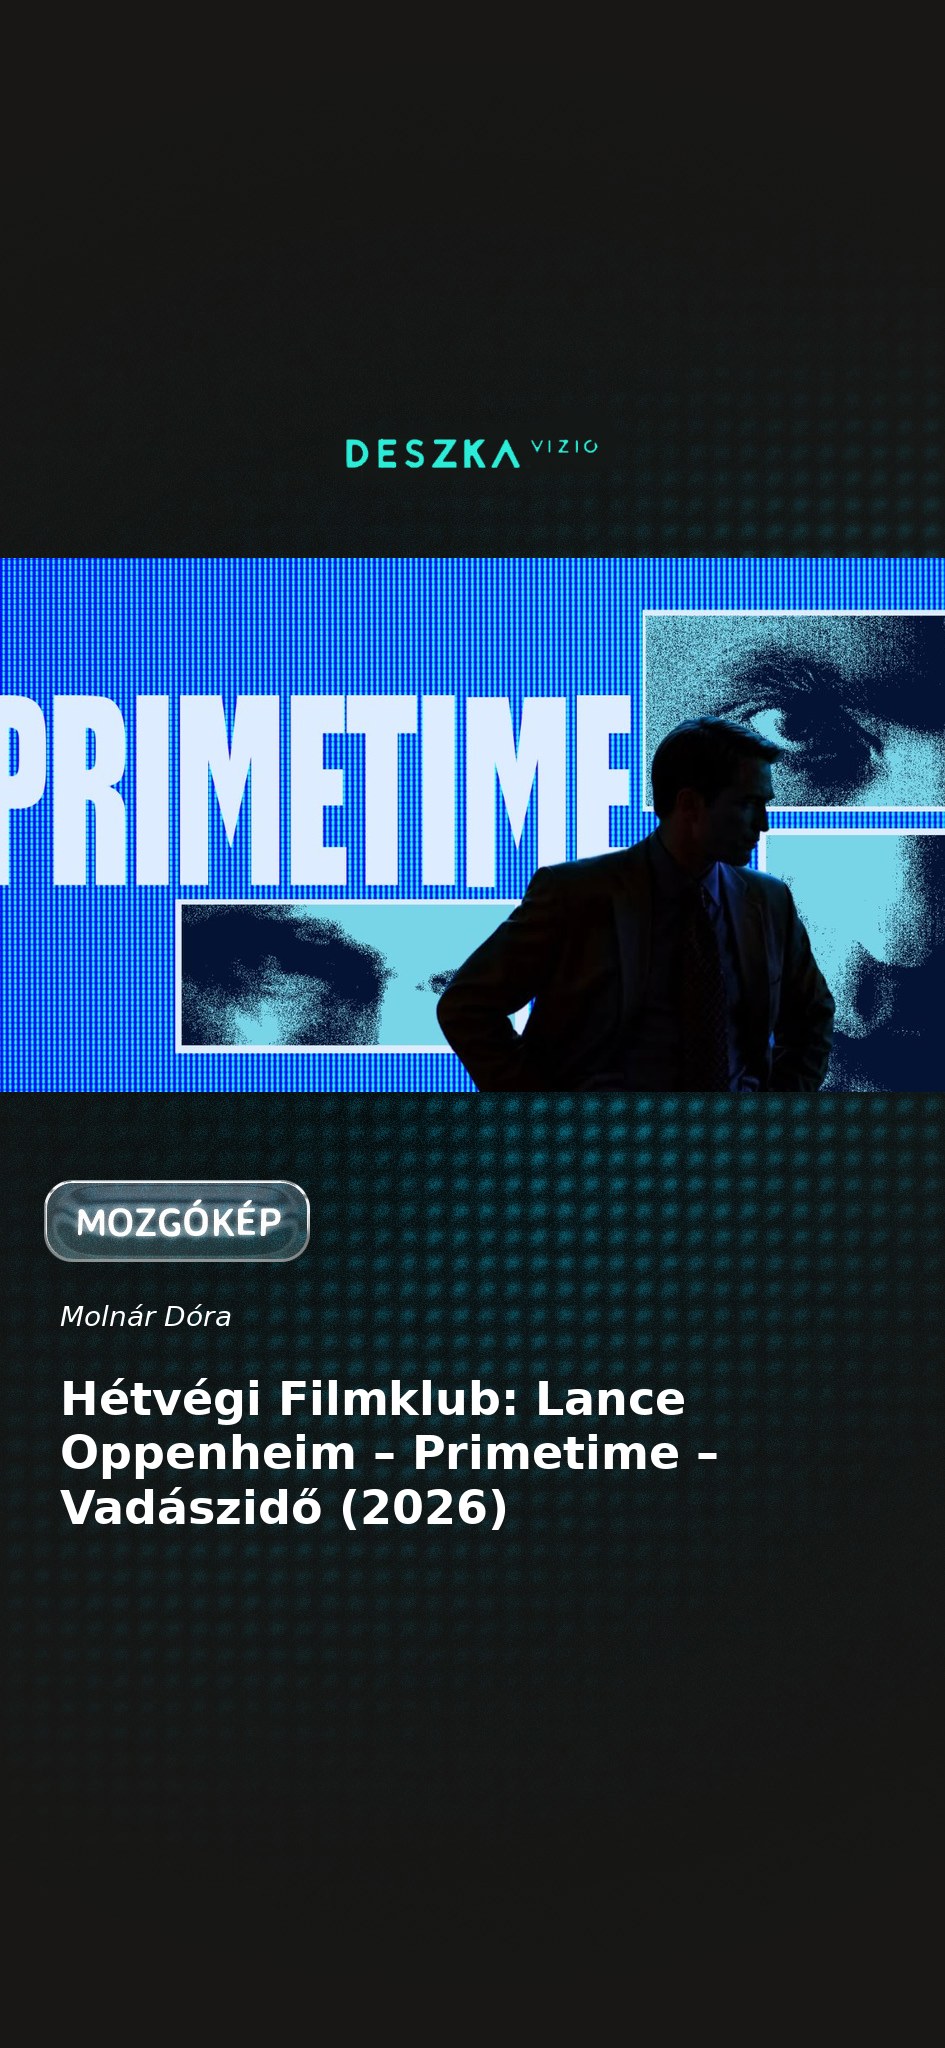 DESZKA VIZIO
PRIMETIME
MOZGÓKÉP
Molnár Dóra
Hétvégi Filmklub: Lance
Oppenheim – Primetime –
Vadászidő (2026)